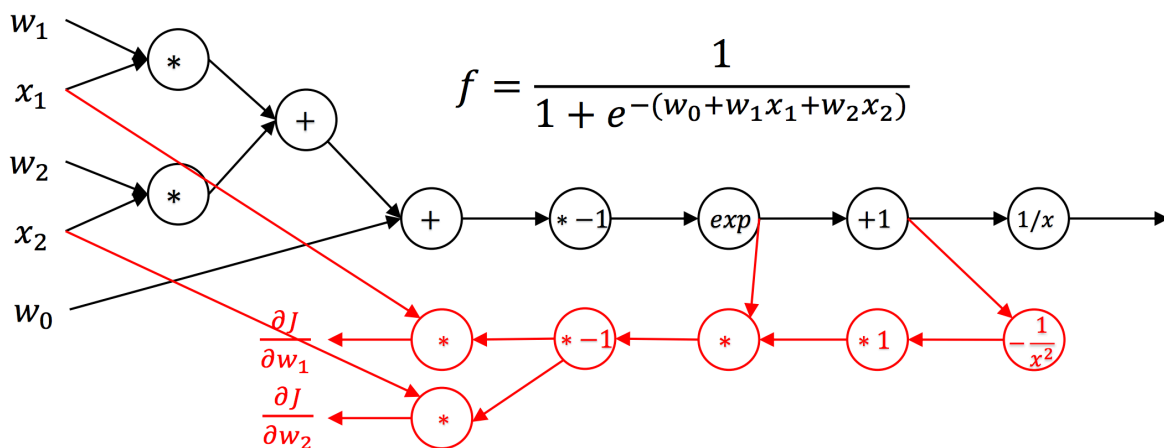 w₁
*
x₁
f = 1 / (1 + e^−(w₀+w₁x₁+w₂x₂))
+
w₂
*
x₂
+
* −1
exp
+1
1/x
w₀
∂J/∂w₁
*
* −1
*
* 1
−1/x²
∂J/∂w₂
*